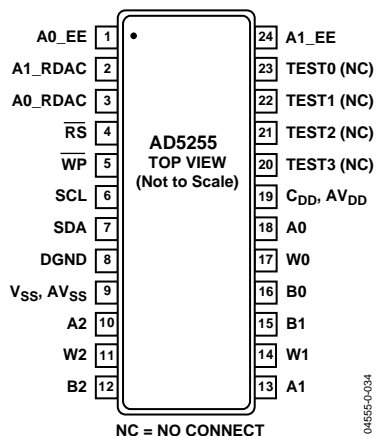 A0_EE 1 24 A1_EE
A1_RDAC 2 23 TEST0 (NC)
A0_RDAC 3 22 TEST1 (NC)
RS 4 21 TEST2 (NC)
WP 5 20 TEST3 (NC)
SCL 6 19 CDD, AVDD
SDA 7 18 A0
DGND 8 17 W0
VSS, AVSS 9 16 B0
A2 10 15 B1
W2 11 14 W1
B2 12 13 A1
AD5255
TOP VIEW
(Not to Scale)
NC = NO CONNECT
04555-0-034